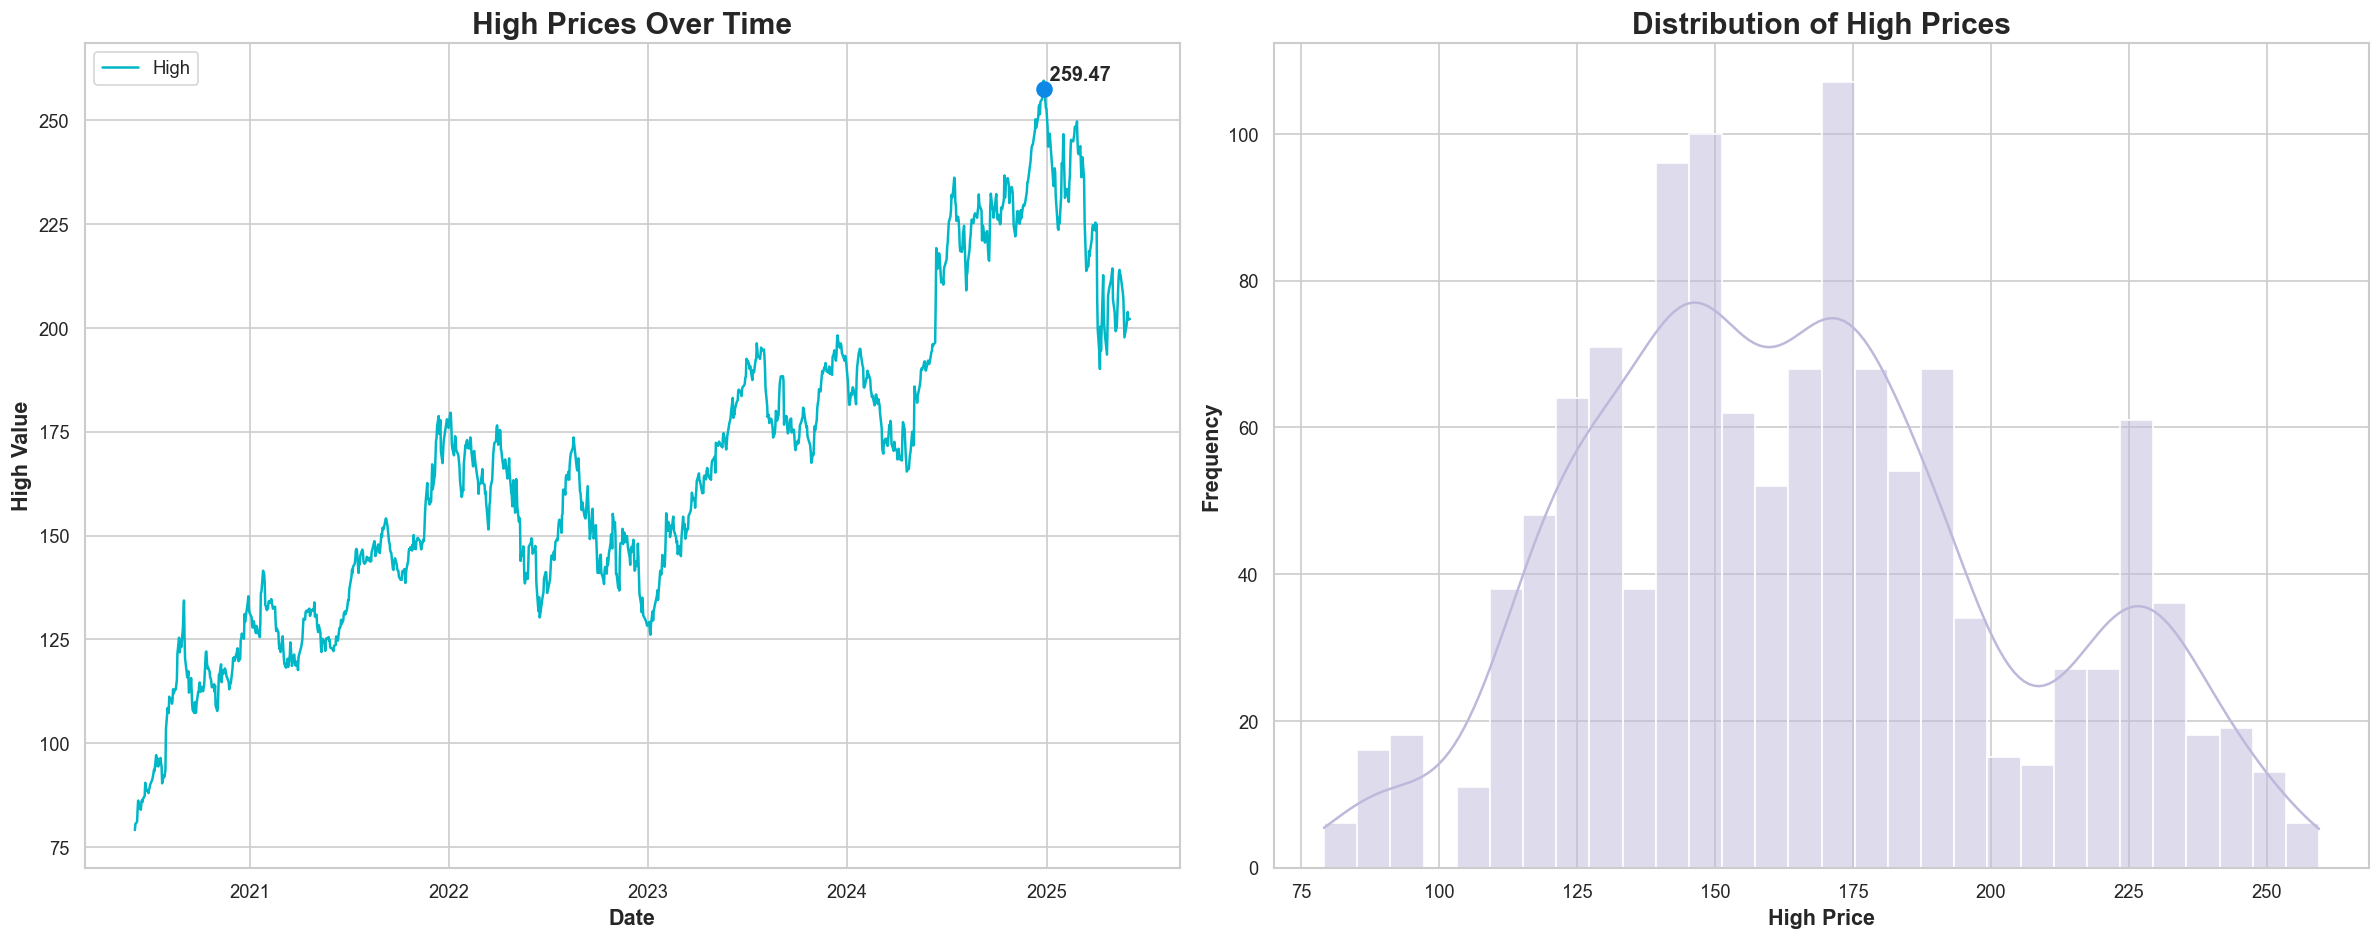 High Prices Over Time
High
259.47
250
225
200
175
150
125
100
75
High Value
2021 2022 2023 2024 2025
Date
Distribution of High Prices
100
80
60
40
20
0
Frequency
75 100 125 150 175 200 225 250
High Price